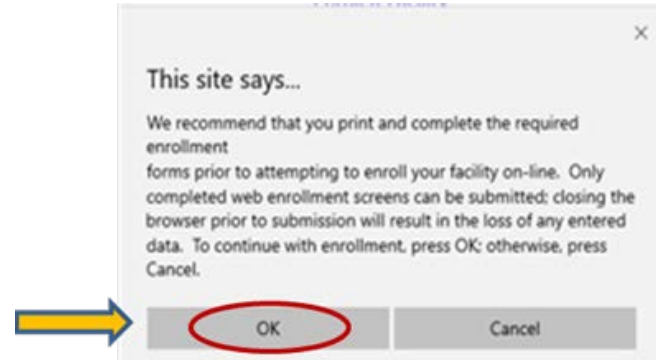 This site says...
We recommend that you print and complete the required
enrollment
forms prior to attempting to enroll your facility on-line. Only
completed web enrollment screens can be submitted; closing the
browser prior to submission will result in the loss of any entered
data. To continue with enrollment, press OK; otherwise, press
Cancel.
OK
Cancel